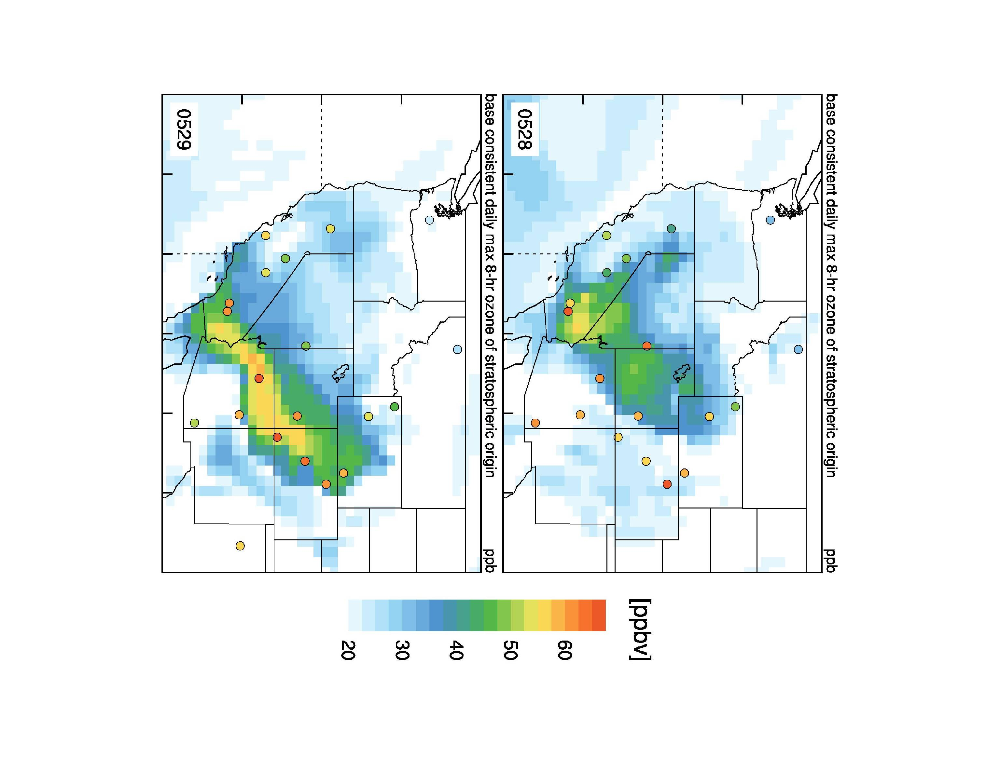 base consistent daily max 8-hr ozone of stratospheric origin ppb
0528
base consistent daily max 8-hr ozone of stratospheric origin ppb
0529
[ppbv]
20 30 40 50 60